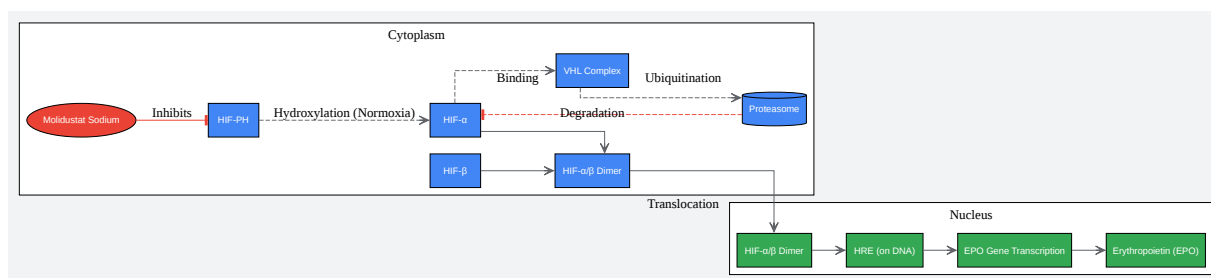 Cytoplasm
VHL Complex
Binding
Ubiquitination
Proteasome
Molidustat Sodium
Inhibits
HIF-PH
Hydroxylation (Normoxia)
HIF-α
Degradation
HIF-β
HIF-α/β Dimer
Translocation
Nucleus
HIF-α/β Dimer
HRE (on DNA)
EPO Gene Transcription
Erythropoietin (EPO)